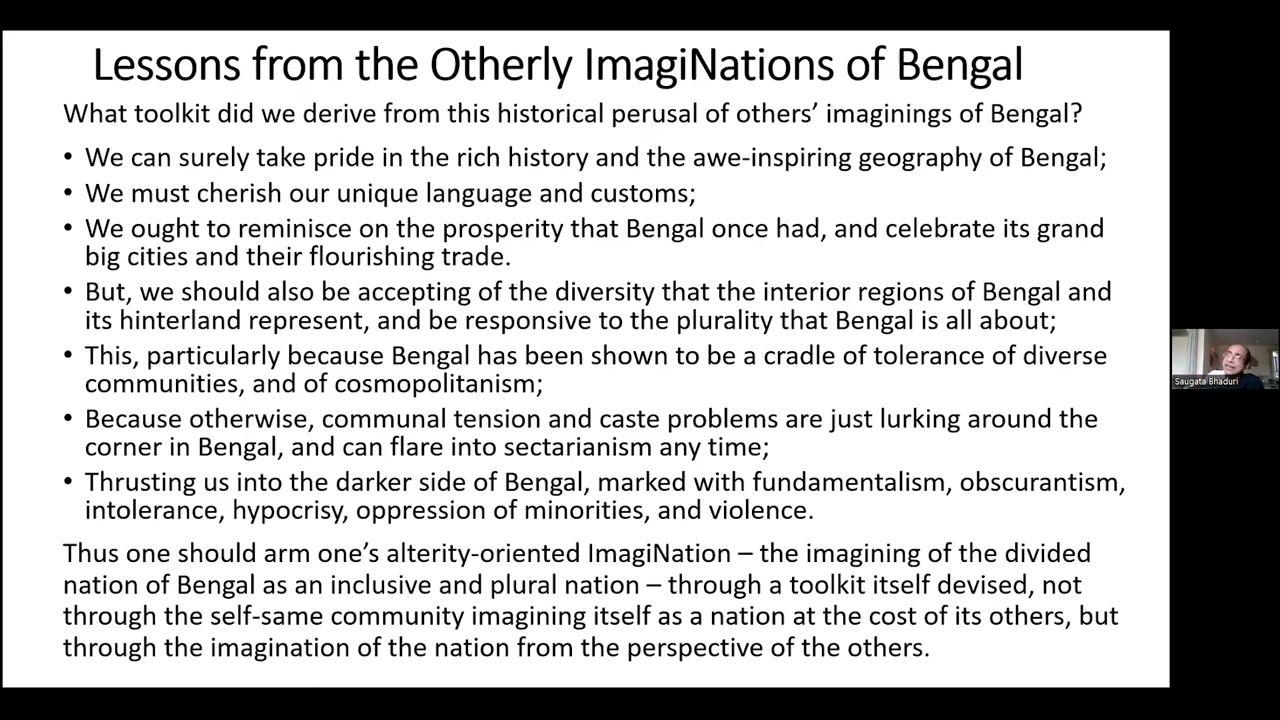 Lessons from the Otherly ImagiNations of Bengal
What toolkit did we derive from this historical perusal of others’ imaginings of Bengal?
• We can surely take pride in the rich history and the awe-inspiring geography of Bengal;
• We must cherish our unique language and customs;
• We ought to reminisce on the prosperity that Bengal once had, and celebrate its grand
big cities and their flourishing trade.
• But, we should also be accepting of the diversity that the interior regions of Bengal and
its hinterland represent, and be responsive to the plurality that Bengal is all about;
• This, particularly because Bengal has been shown to be a cradle of tolerance of diverse
communities, and of cosmopolitanism;
• Because otherwise, communal tension and caste problems are just lurking around the
corner in Bengal, and can flare into sectarianism any time;
• Thrusting us into the darker side of Bengal, marked with fundamentalism, obscurantism,
intolerance, hypocrisy, oppression of minorities, and violence.
Thus one should arm one’s alterity-oriented ImagiNation – the imagining of the divided
nation of Bengal as an inclusive and plural nation – through a toolkit itself devised, not
through the self-same community imagining itself as a nation at the cost of its others, but
through the imagination of the nation from the perspective of the others.
Saugata Bhaduri